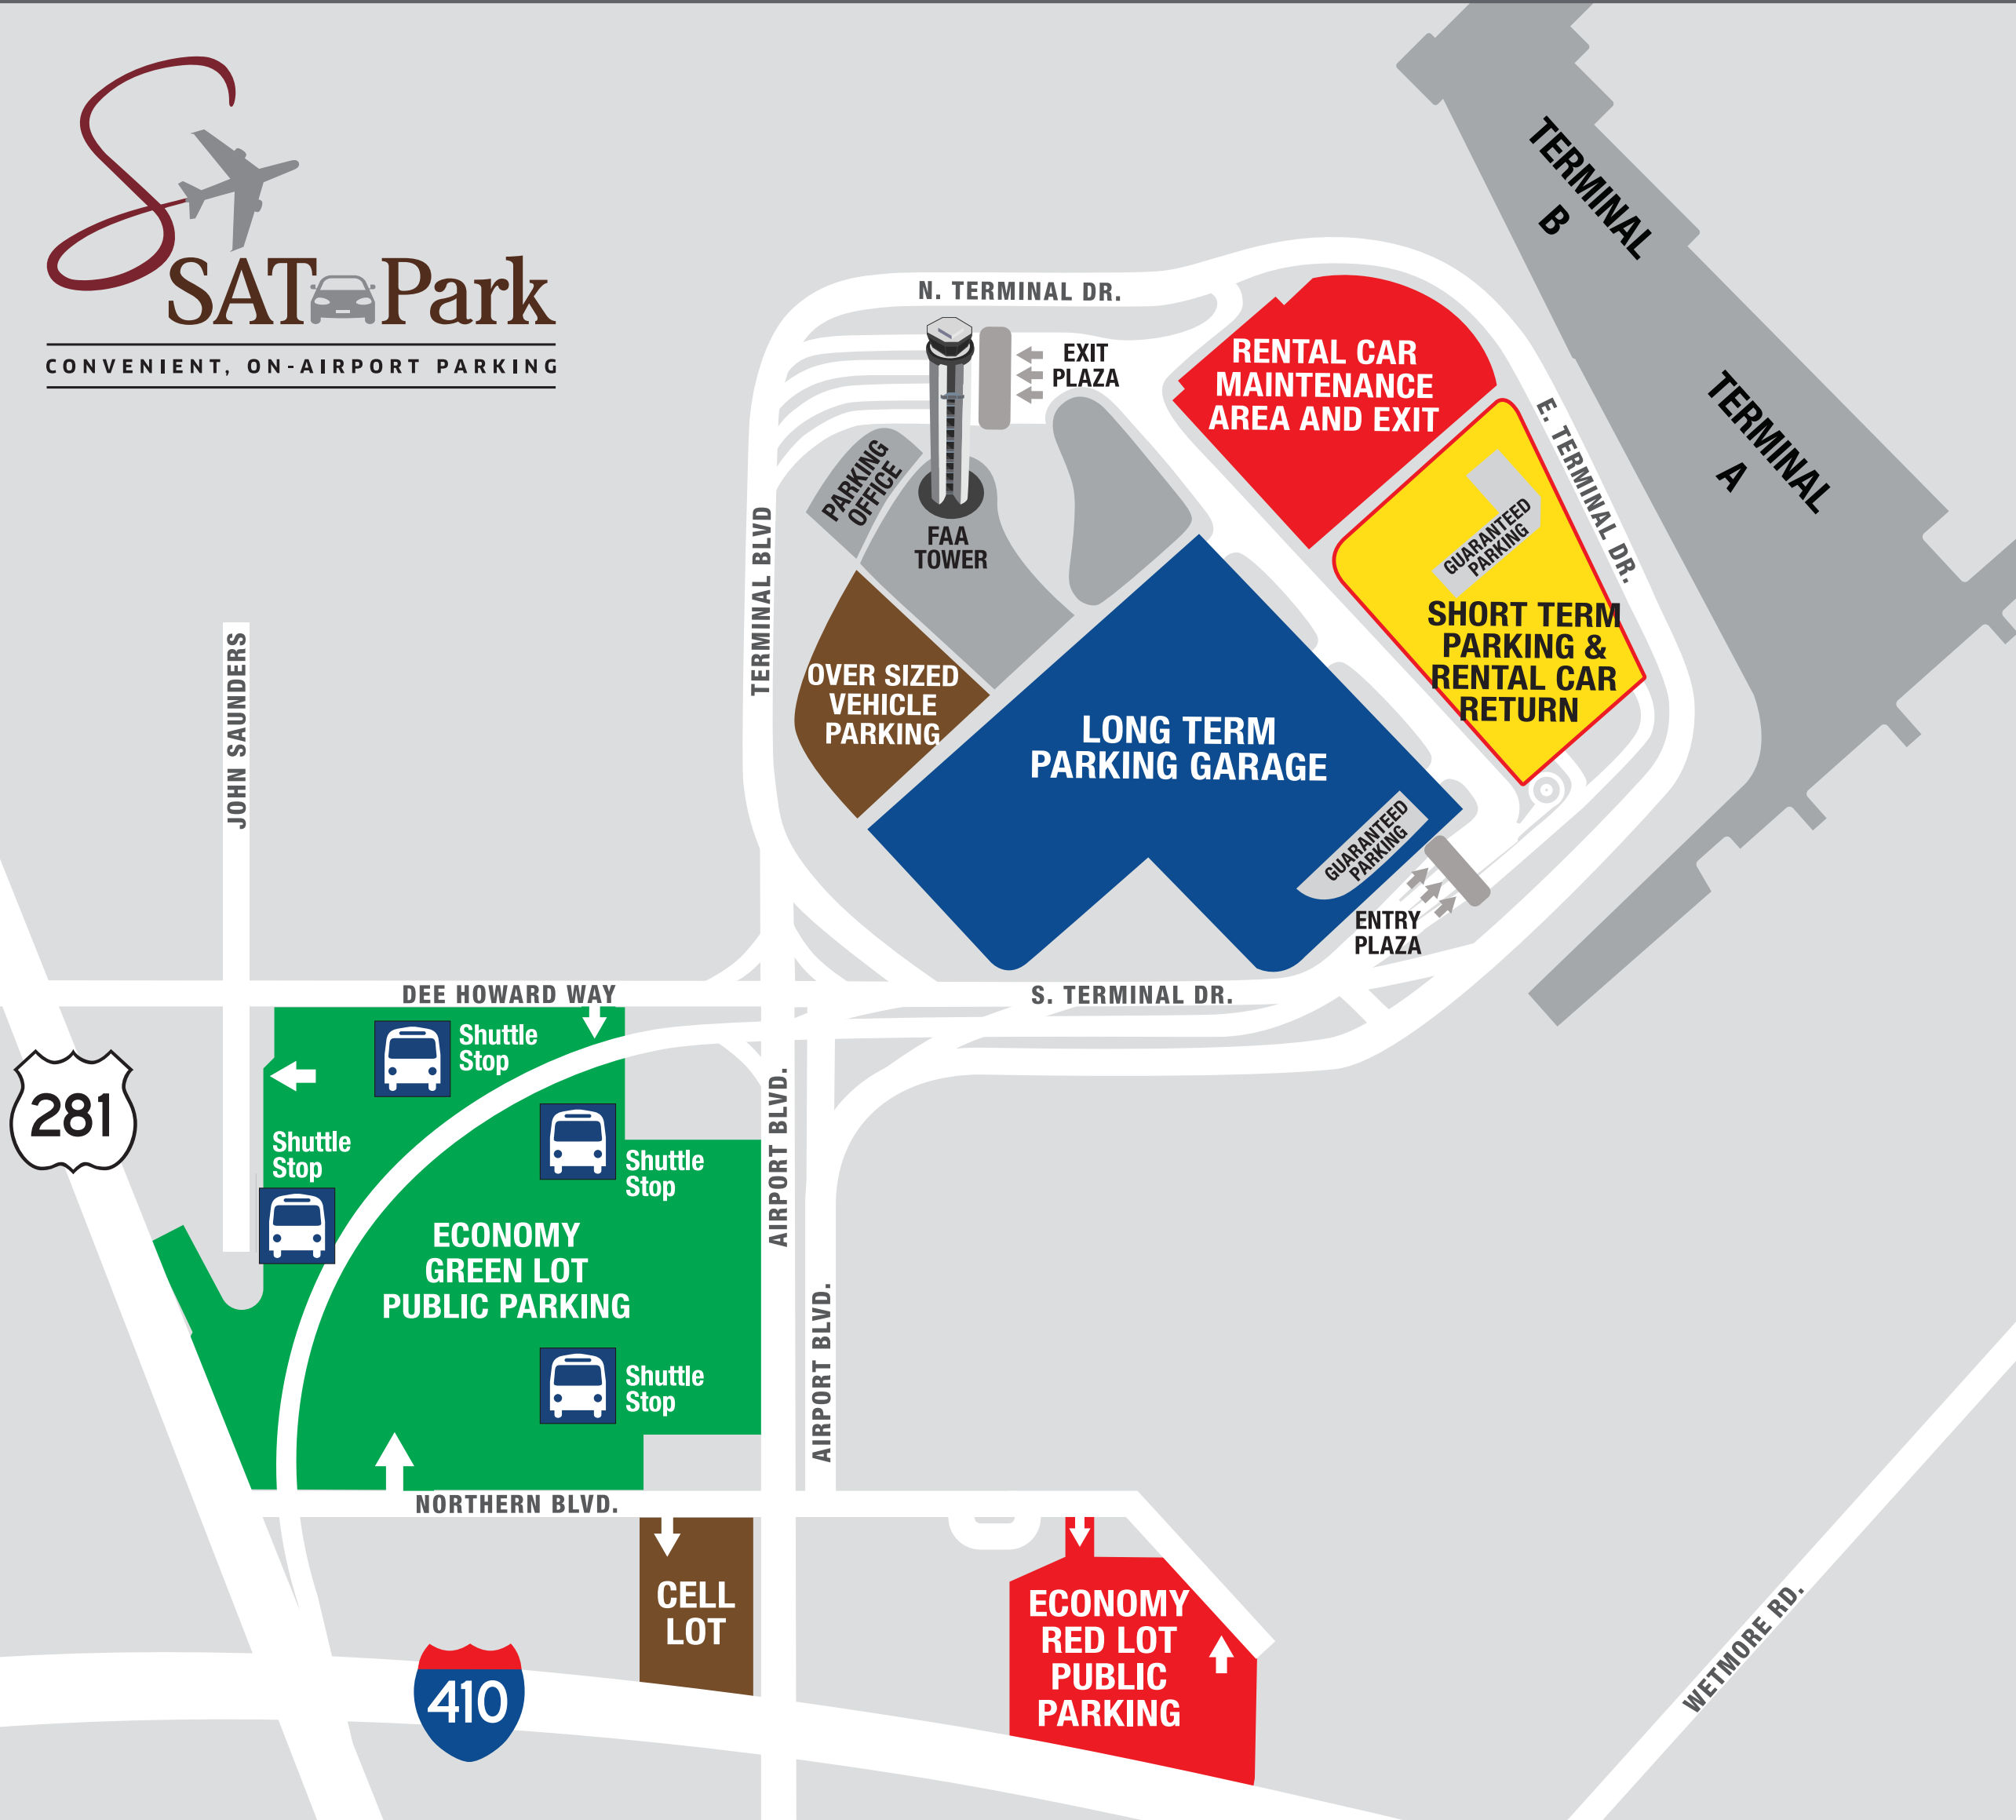 SAT Park
CONVENIENT, ON-AIRPORT PARKING
TERMINAL
B
TERMINAL
A
N. TERMINAL DR.
EXIT
PLAZA
RENTAL CAR
MAINTENANCE
AREA AND EXIT
E. TERMINAL DR.
PARKING
OFFICE
FAA
TOWER
GUARANTEED
PARKING
SHORT TERM
PARKING &
RENTAL CAR
RETURN
TERMINAL BLVD
OVER SIZED
VEHICLE
PARKING
LONG TERM
PARKING GARAGE
GUARANTEED
PARKING
ENTRY
PLAZA
JOHN SAUNDERS
DEE HOWARD WAY
S. TERMINAL DR.
Shuttle
Stop
281
Shuttle
Stop
Shuttle
Stop
AIRPORT BLVD.
ECONOMY
GREEN LOT
PUBLIC PARKING
Shuttle
Stop
AIRPORT BLVD.
NORTHERN BLVD.
CELL
LOT
ECONOMY
RED LOT
PUBLIC
PARKING
410
WETMORE RD.